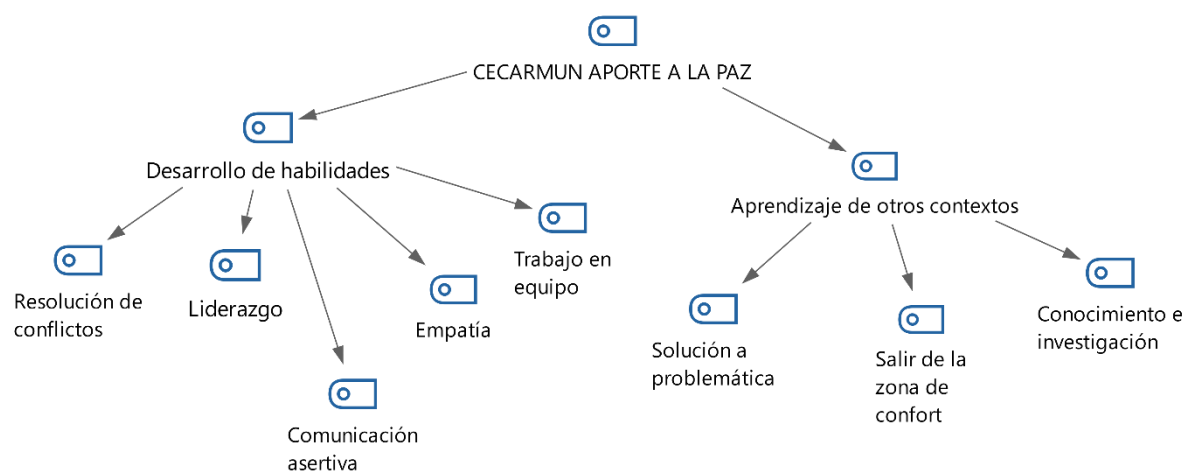 CECARMUN APORTE A LA PAZ
Desarrollo de habilidades
Aprendizaje de otros contextos
Resolución de
conflictos
Liderazgo
Comunicación
asertiva
Empatía
Trabajo en
equipo
Solución a
problemática
Salir de la
zona de
confort
Conocimiento e
investigación